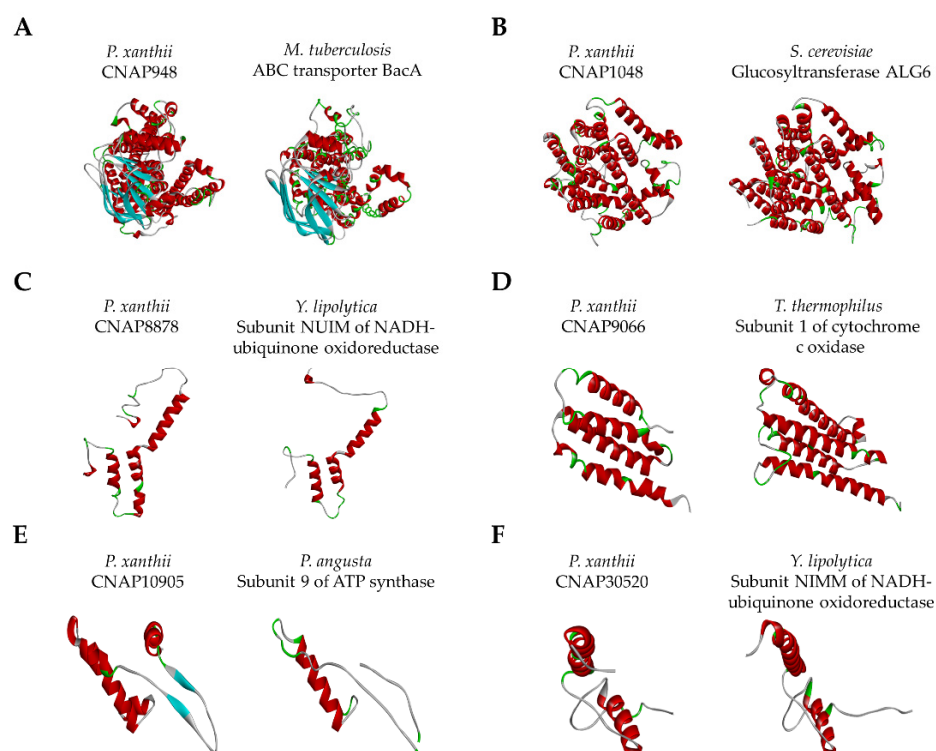 A
P. xanthii
CNAP948
M. tuberculosis
ABC transporter BacA
B
P. xanthii
CNAP1048
S. cerevisiae
Glucosyltransferase ALG6
C
P. xanthii
CNAP8878
Y. lipolytica
Subunit NUIM of NADH-
ubiquinone oxidoreductase
D
P. xanthii
CNAP9066
T. thermophilus
Subunit 1 of cytochrome
c oxidase
E
P. xanthii
CNAP10905
P. angusta
Subunit 9 of ATP synthase
F
P. xanthii
CNAP30520
Y. lipolytica
Subunit NIMM of NADH-
ubiquinone oxidoreductase